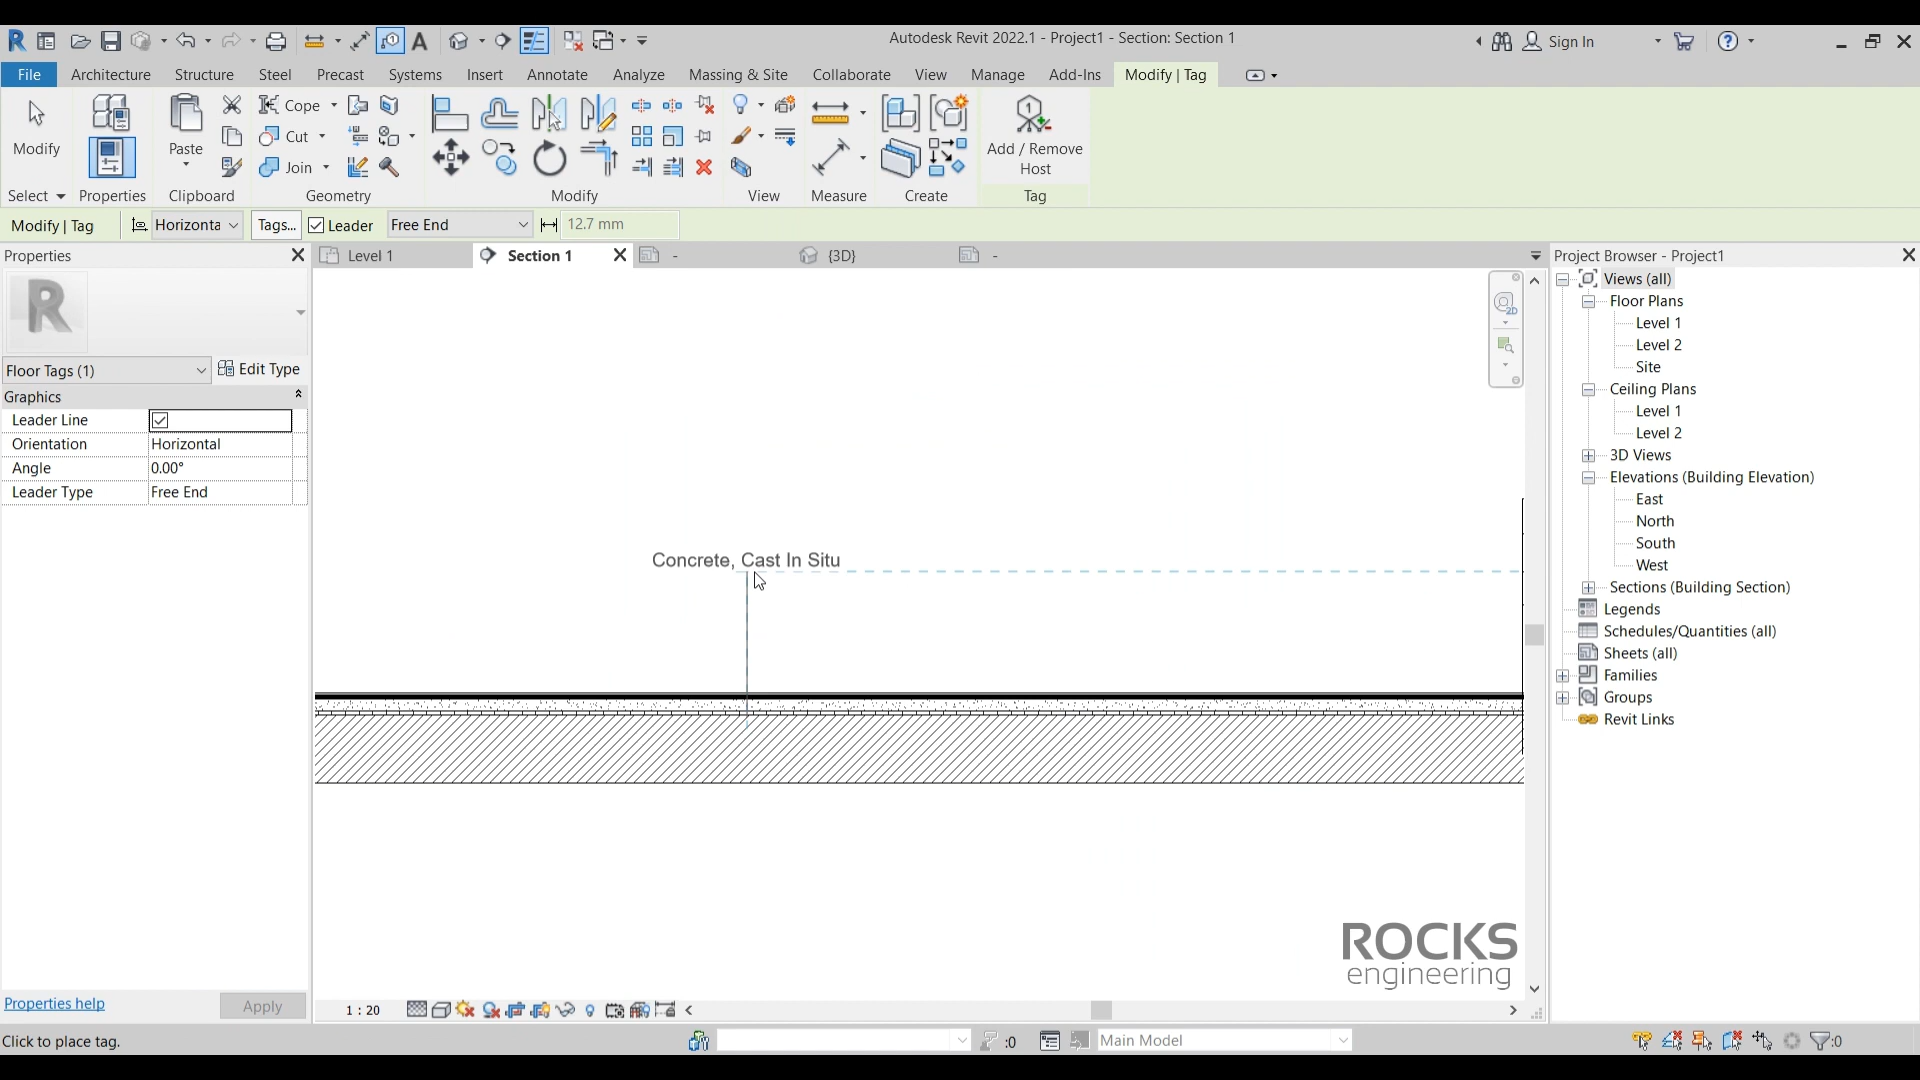 Autodesk Revit 2022.1 - Project1 - Section: Section 1
Sign In
File Architecture Structure Steel Precast Systems Insert Annotate Analyze Massing & Site Collaborate View Manage Add-Ins Modify | Tag
Modify
Paste
Cope
Cut
Join
Add / Remove
Host
Select Properties Clipboard Geometry Modify View Measure Create Tag
Modify | Tag Horizonta Tags... Leader Free End 12.7 mm
Properties
Level 1
Section 1
-
{3D}
-
Project Browser - Project1
R
Floor Tags (1)
Edit Type
Graphics
Leader Line
Orientation Horizontal
Angle 0.00°
Leader Type Free End
Properties help
Apply
2D
Concrete, Cast In Situ
ROCKS
engineering
1 : 20
Views (all)
Floor Plans
Level 1
Level 2
Site
Ceiling Plans
Level 1
Level 2
3D Views
Elevations (Building Elevation)
East
North
South
West
Sections (Building Section)
Legends
Schedules/Quantities (all)
Sheets (all)
Families
Groups
Revit Links
Click to place tag.
:0
Main Model
:0